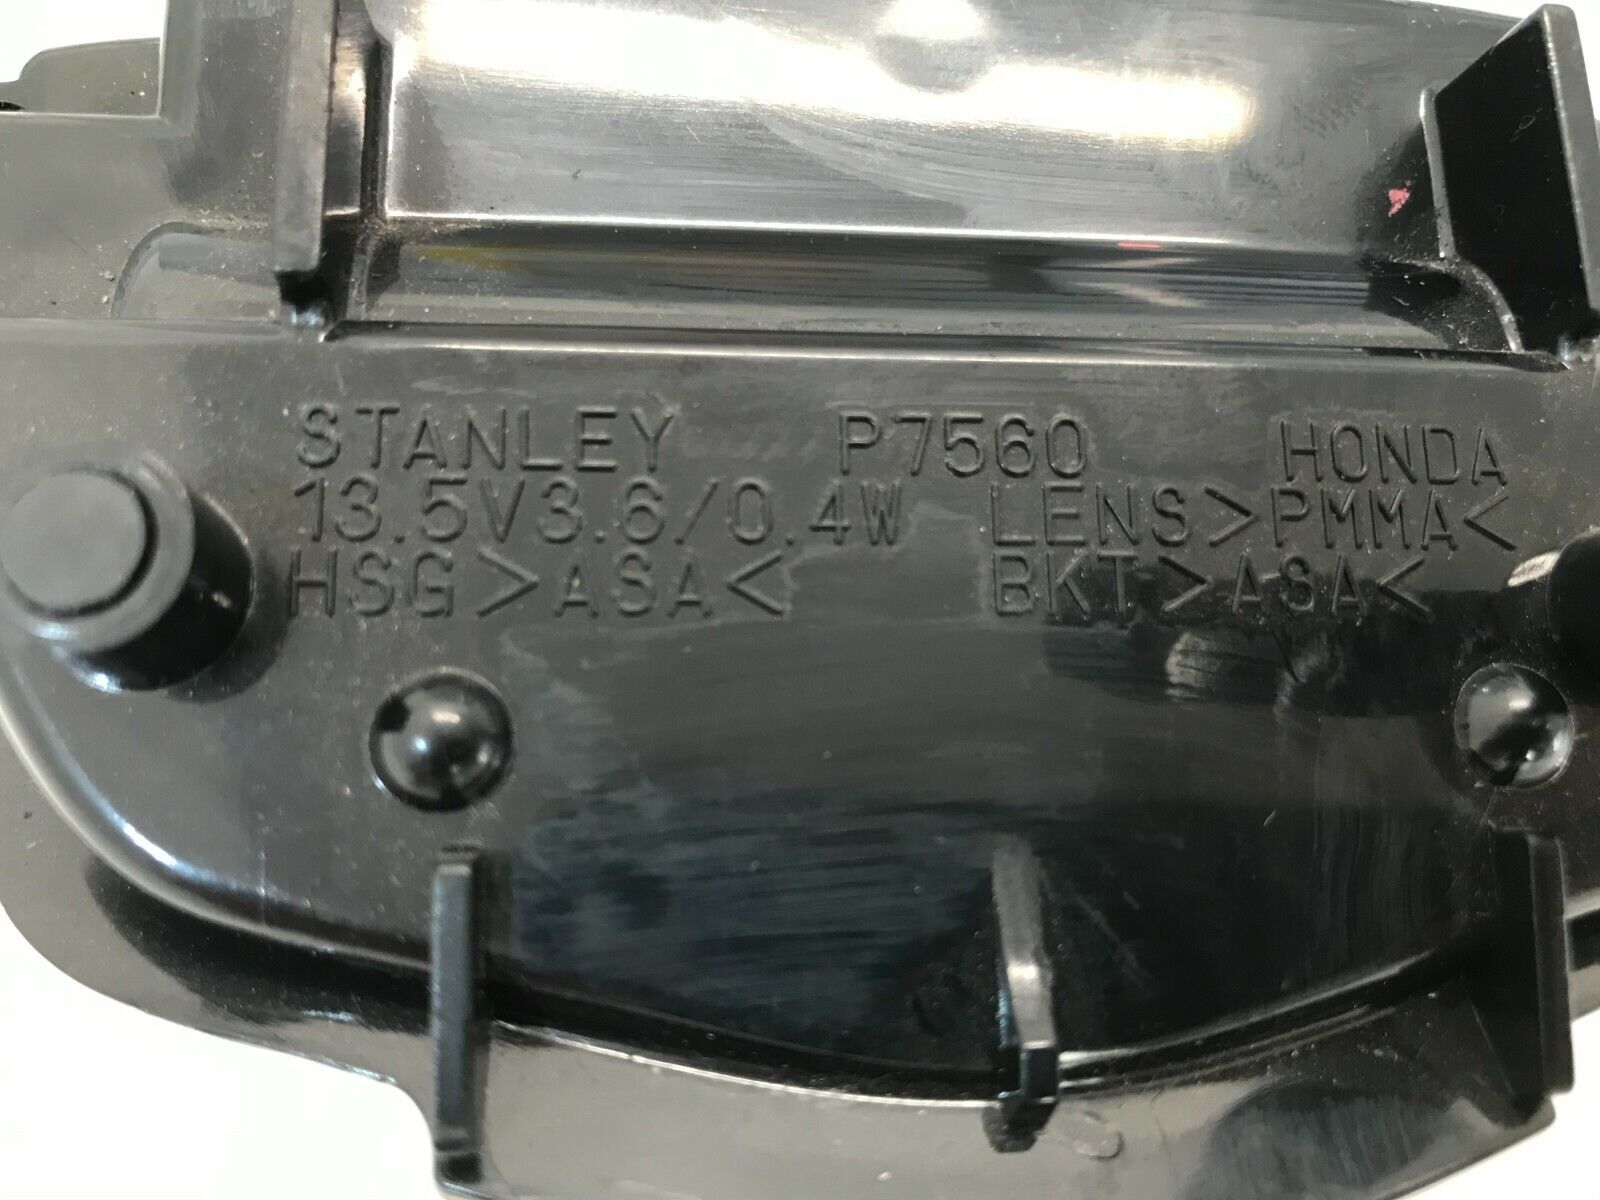 STANLEY P7560 HONDA
13.5V3.6/0.4W LENS>PMMA<
HSG>ASA< BKT>ASA<